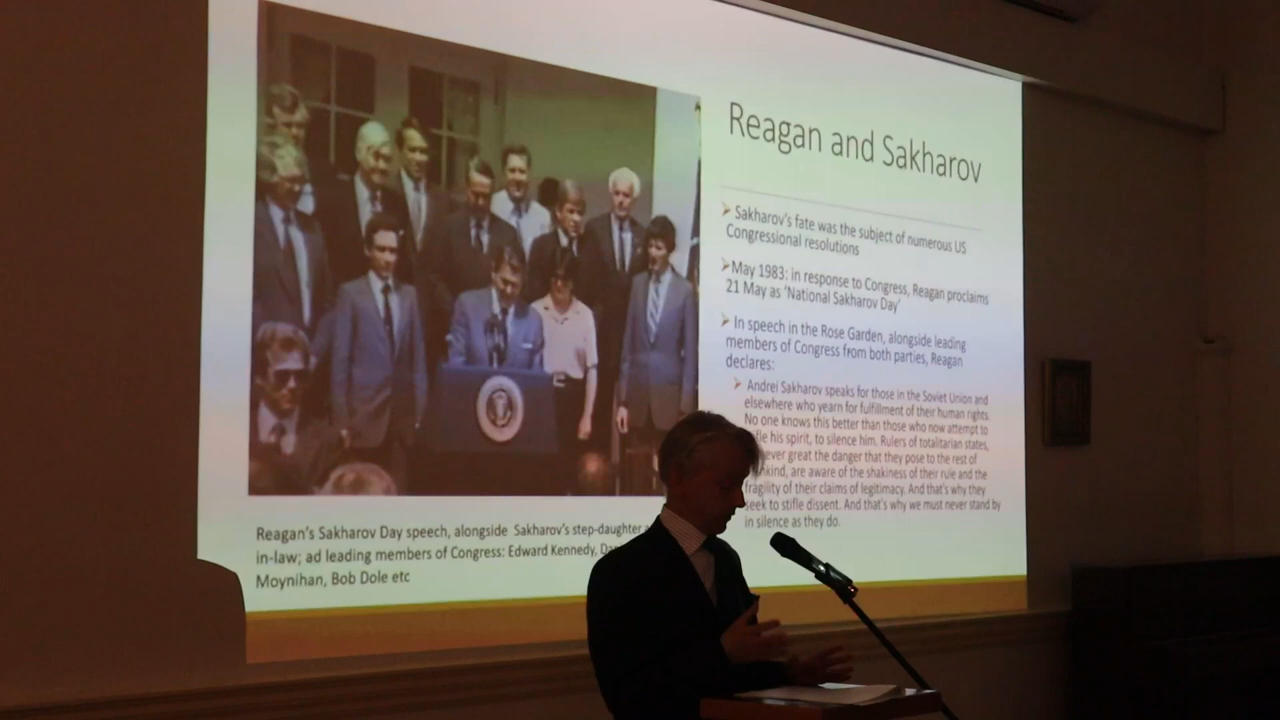 Reagan and Sakharov
➢ Sakharov's fate was the subject of numerous US
Congressional resolutions
➢ May 1983: in response to Congress, Reagan proclaims
21 May as 'National Sakharov Day'
➢ In speech in the Rose Garden, alongside leading
members of Congress from both parties, Reagan
declares:
➢ Andrei Sakharov speaks for those in the Soviet Union and
elsewhere who yearn for fulfillment of their human rights.
No one knows this better than those who now attempt to
fle his spirit, to silence him. Rulers of totalitarian states,
ever great the danger that they pose to the rest of
nkind, are aware of the shakiness of their rule and the
fragility of their claims of legitimacy. And that's why they
seek to stifle dissent. And that's why we must never stand by
in silence as they do.
Reagan's Sakharov Day speech, alongside Sakharov's step-daughter
in-law; ad leading members of Congress: Edward Kennedy,
Moynihan, Bob Dole etc